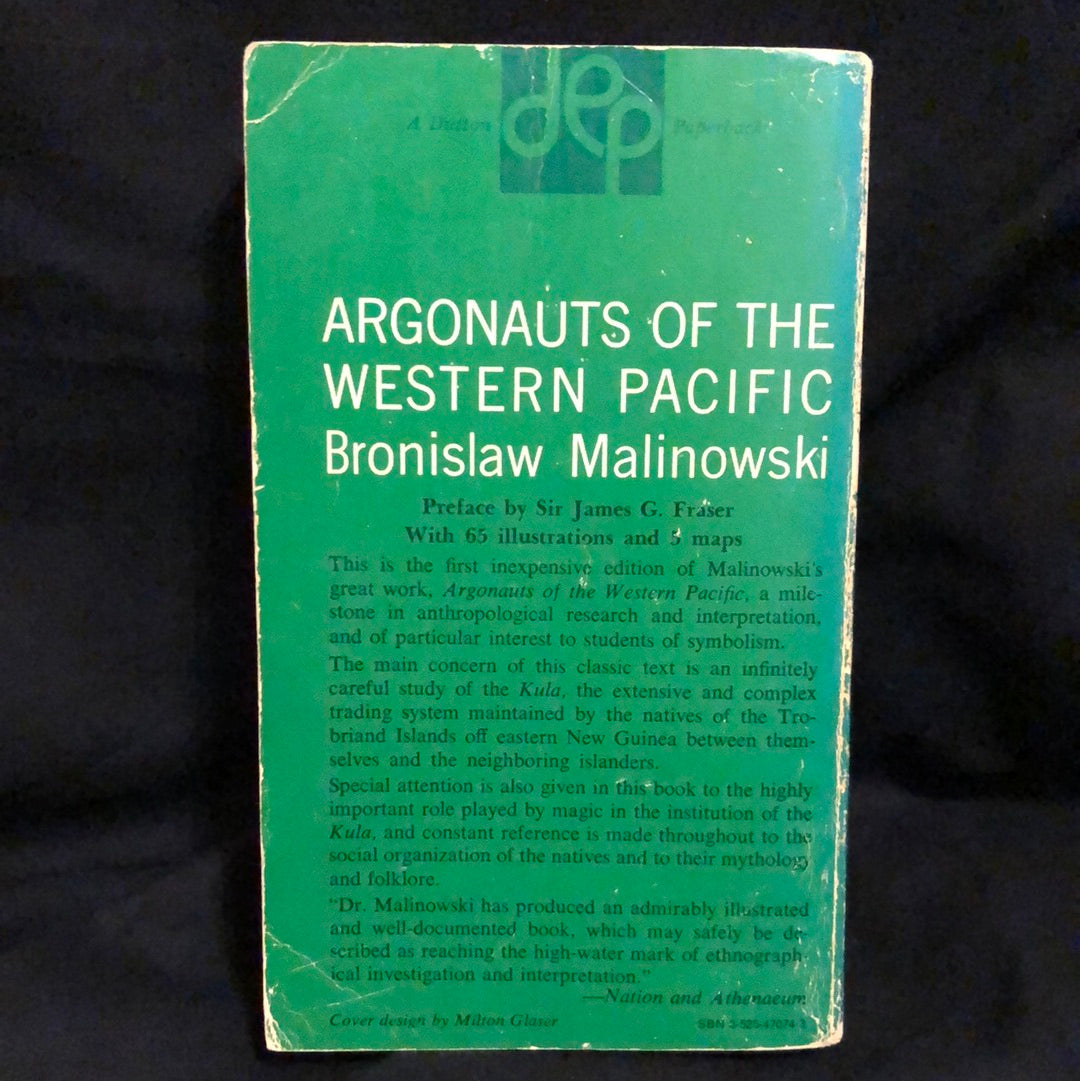 A Dutton dep Paperback
ARGONAUTS OF THE
WESTERN PACIFIC
Bronislaw Malinowski
Preface by Sir James G. Fraser
With 65 illustrations and 5 maps
This is the first inexpensive edition of Malinowski's
great work, Argonauts of the Western Pacific, a mile-
stone in anthropological research and interpretation,
and of particular interest to students of symbolism.
The main concern of this classic text is an infinitely
careful study of the Kula, the extensive and complex
trading system maintained by the natives of the Tro-
briand Islands off eastern New Guinea between them-
selves and the neighboring islanders.
Special attention is also given in this book to the highly
important role played by magic in the institution of the
Kula, and constant reference is made throughout to the
social organization of the natives and to their mythology
and folklore.
"Dr. Malinowski has produced an admirably illustrated
and well-documented book, which may safely be de-
scribed as reaching the high-water mark of ethnograph-
ical investigation and interpretation."
—Nation and Athenaeum
Cover design by Milton Glaser
SBN